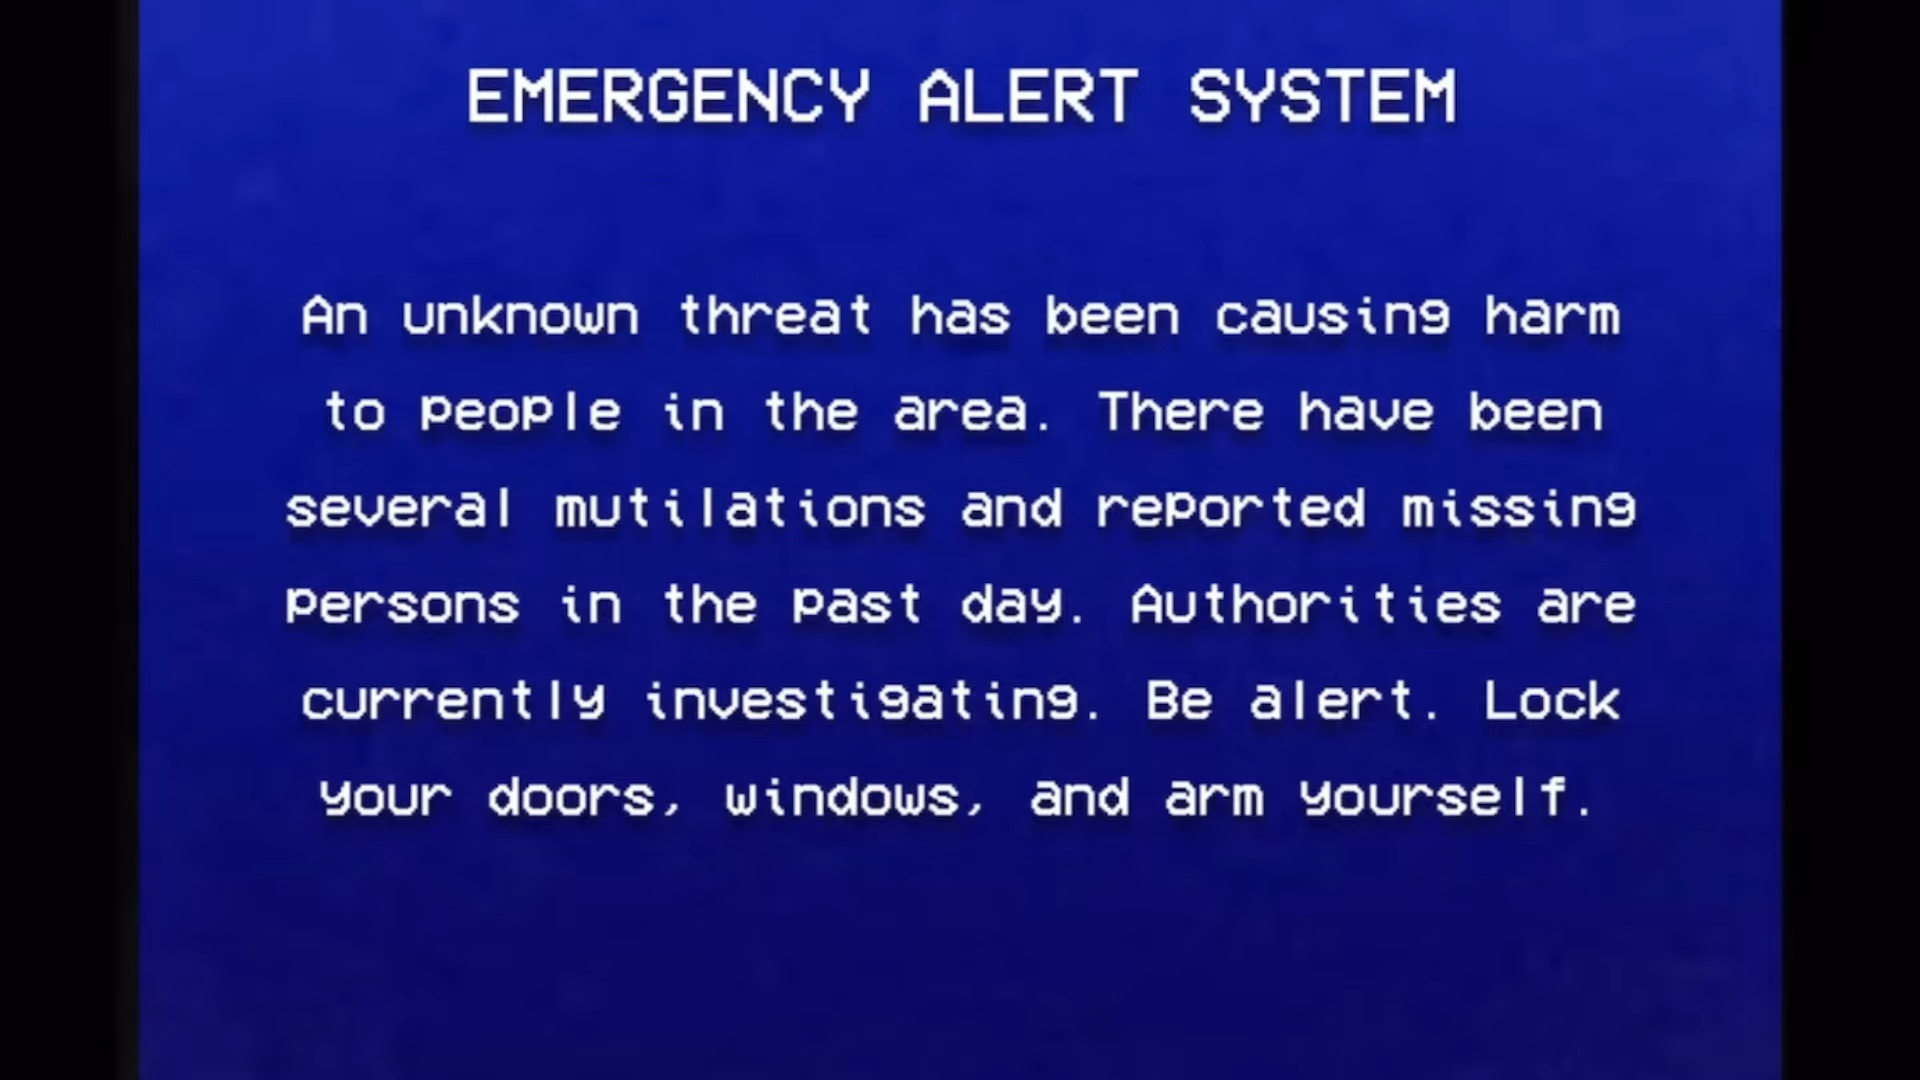 EMERGENCY ALERT SYSTEM
An unknown threat has been causing harm
to people in the area. There have been
several mutilations and reported missing
persons in the past day. Authorities are
currently investigating. Be alert. Lock
your doors, windows, and arm yourself.